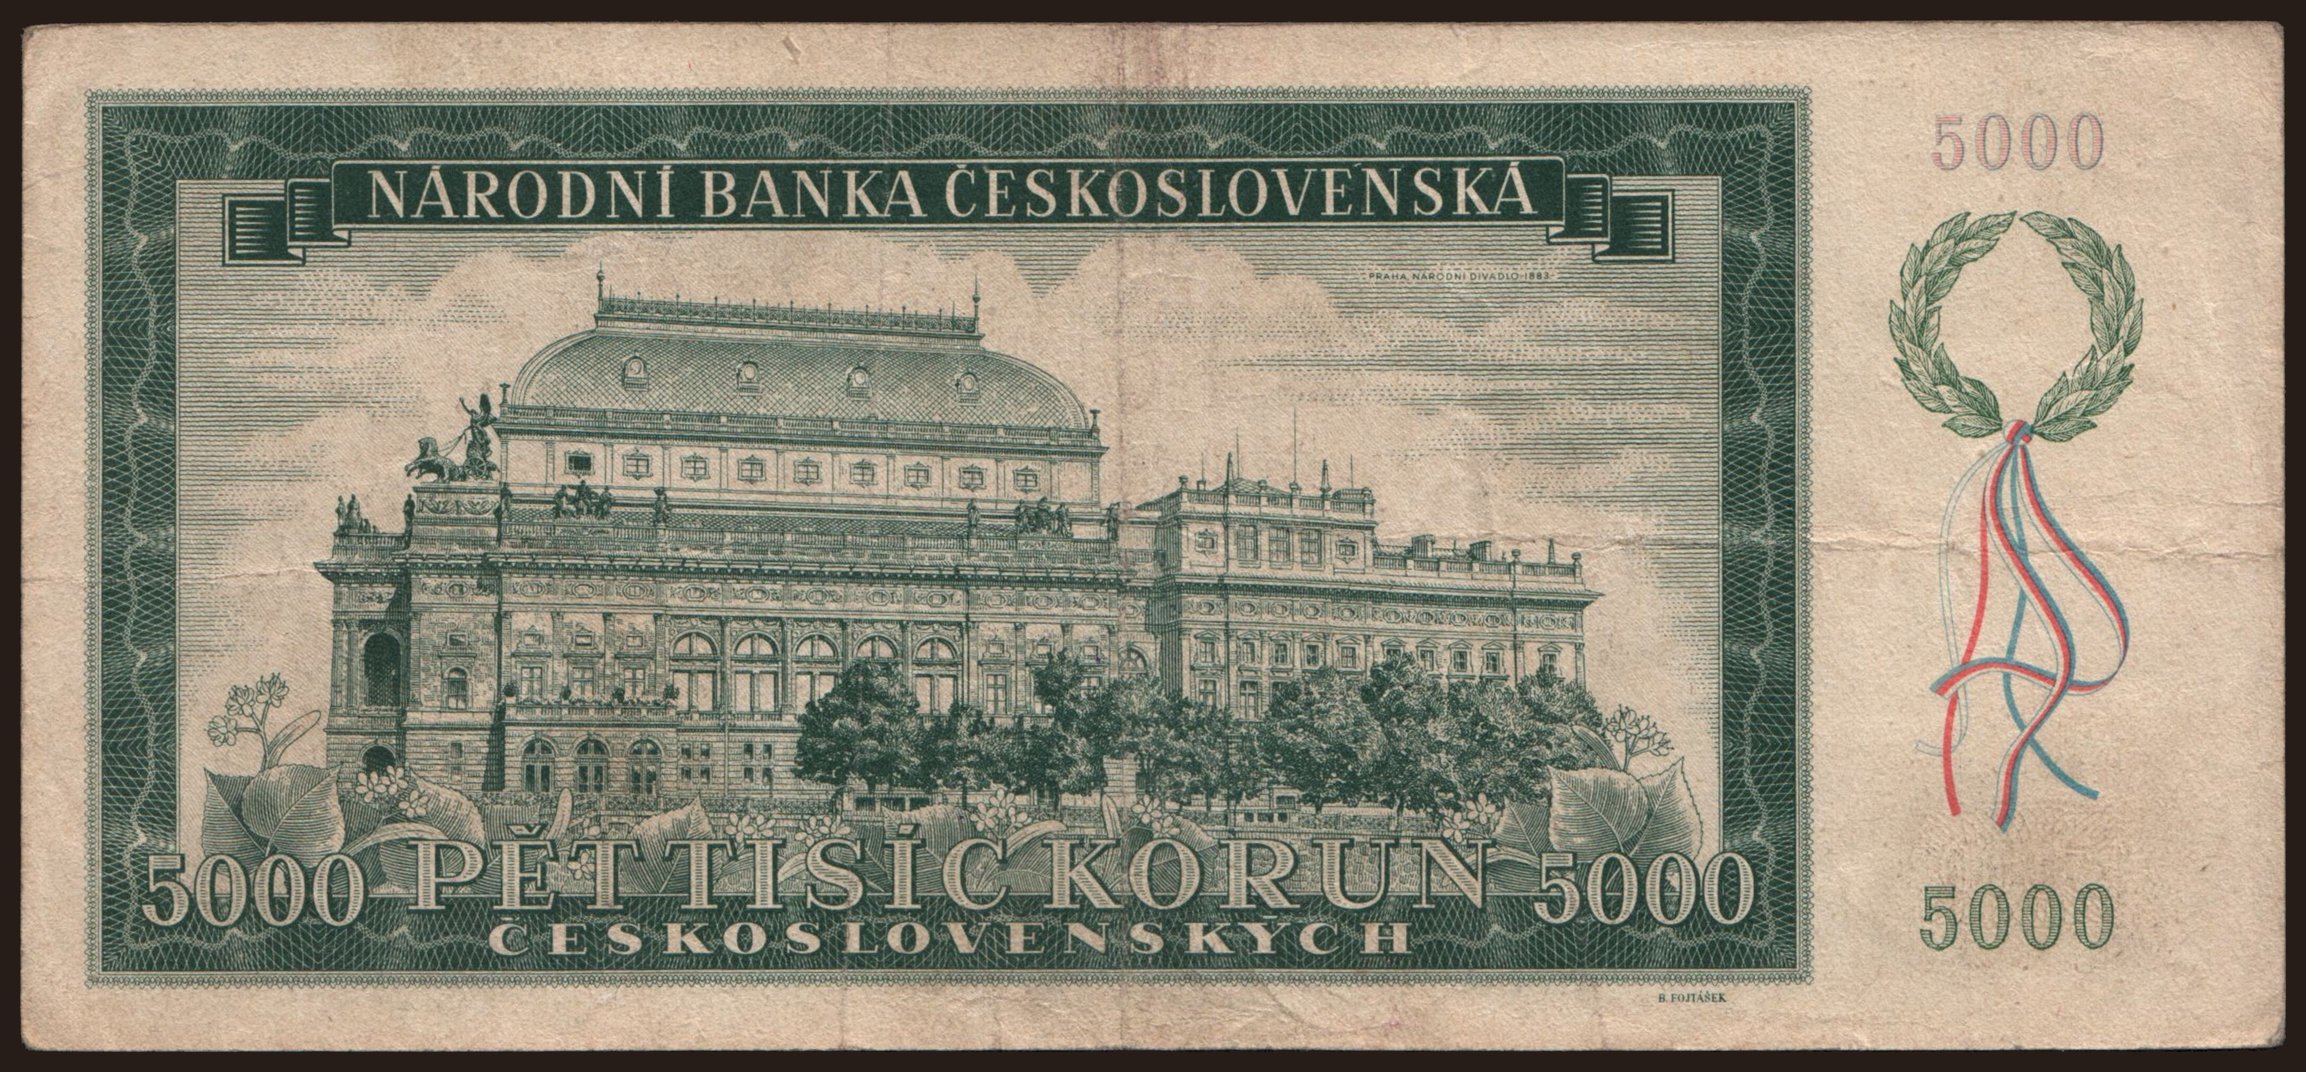 NÁRODNÍ BANKA ČESKOSLOVENSKÁ
5000
PRAHA, NÁRODNÍ DIVADLO-1883-
5000 PĚT TISÍC KORUN 5000
ČESKOSLOVENSKÝCH
5000
B. FOJTÁŠEK